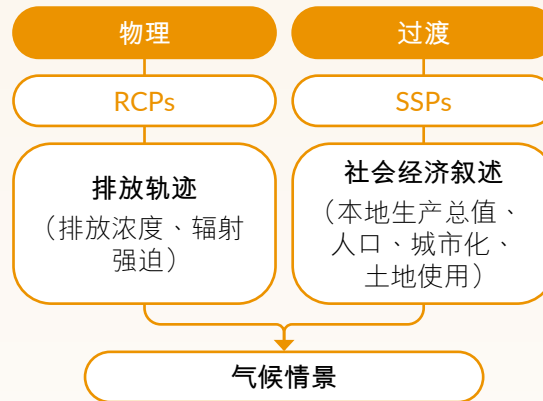 物理
过渡
RCPs
SSPs
排放轨迹
（排放浓度、辐射
强迫）
社会经济叙述
（本地生产总值、
人口、城市化、
土地使用）
气候情景